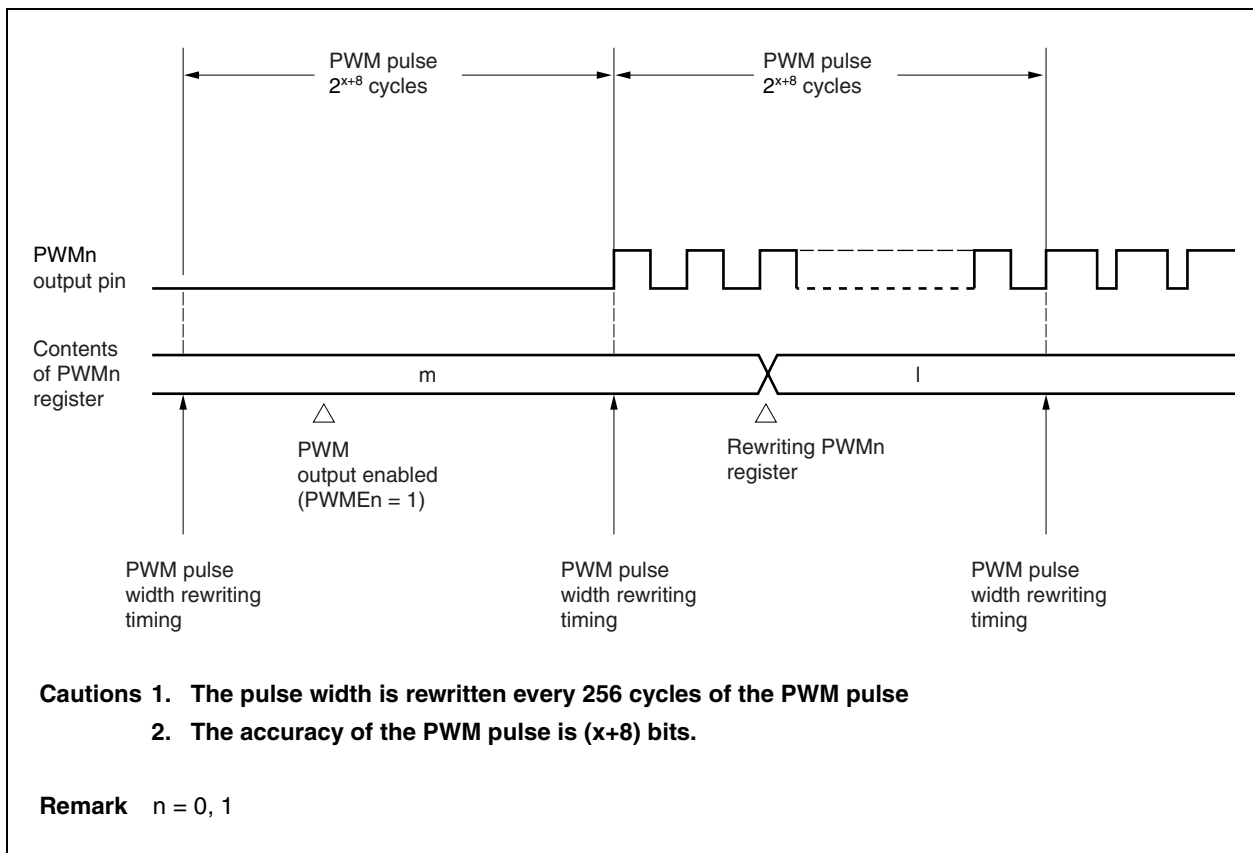 PWM pulse
2^x+8 cycles
PWM pulse
2^x+8 cycles
PWMn
output pin
Contents
of PWMn
register
m
l
PWM
output enabled
(PWMEn = 1)
Rewriting PWMn
register
PWM pulse
width rewriting
timing
PWM pulse
width rewriting
timing
PWM pulse
width rewriting
timing
Cautions 1. The pulse width is rewritten every 256 cycles of the PWM pulse
2. The accuracy of the PWM pulse is (x+8) bits.
Remark n = 0, 1